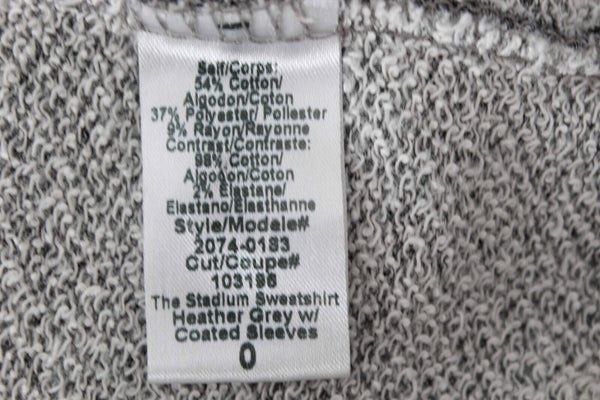 Self/Corps:
54% Cotton/
Algodon/Coton
37% Polyester/ Poliester
9% Rayon/Rayonne
Contrast/Contraste:
98% Cotton/
Algodon/Coton
2% Elastane/
Elastano/Elasthanne
Style/Modele#
2074-0183
Cut/Coupe#
103198
The Stadium Sweatshirt
Heather Grey w/
Coated Sleeves
0